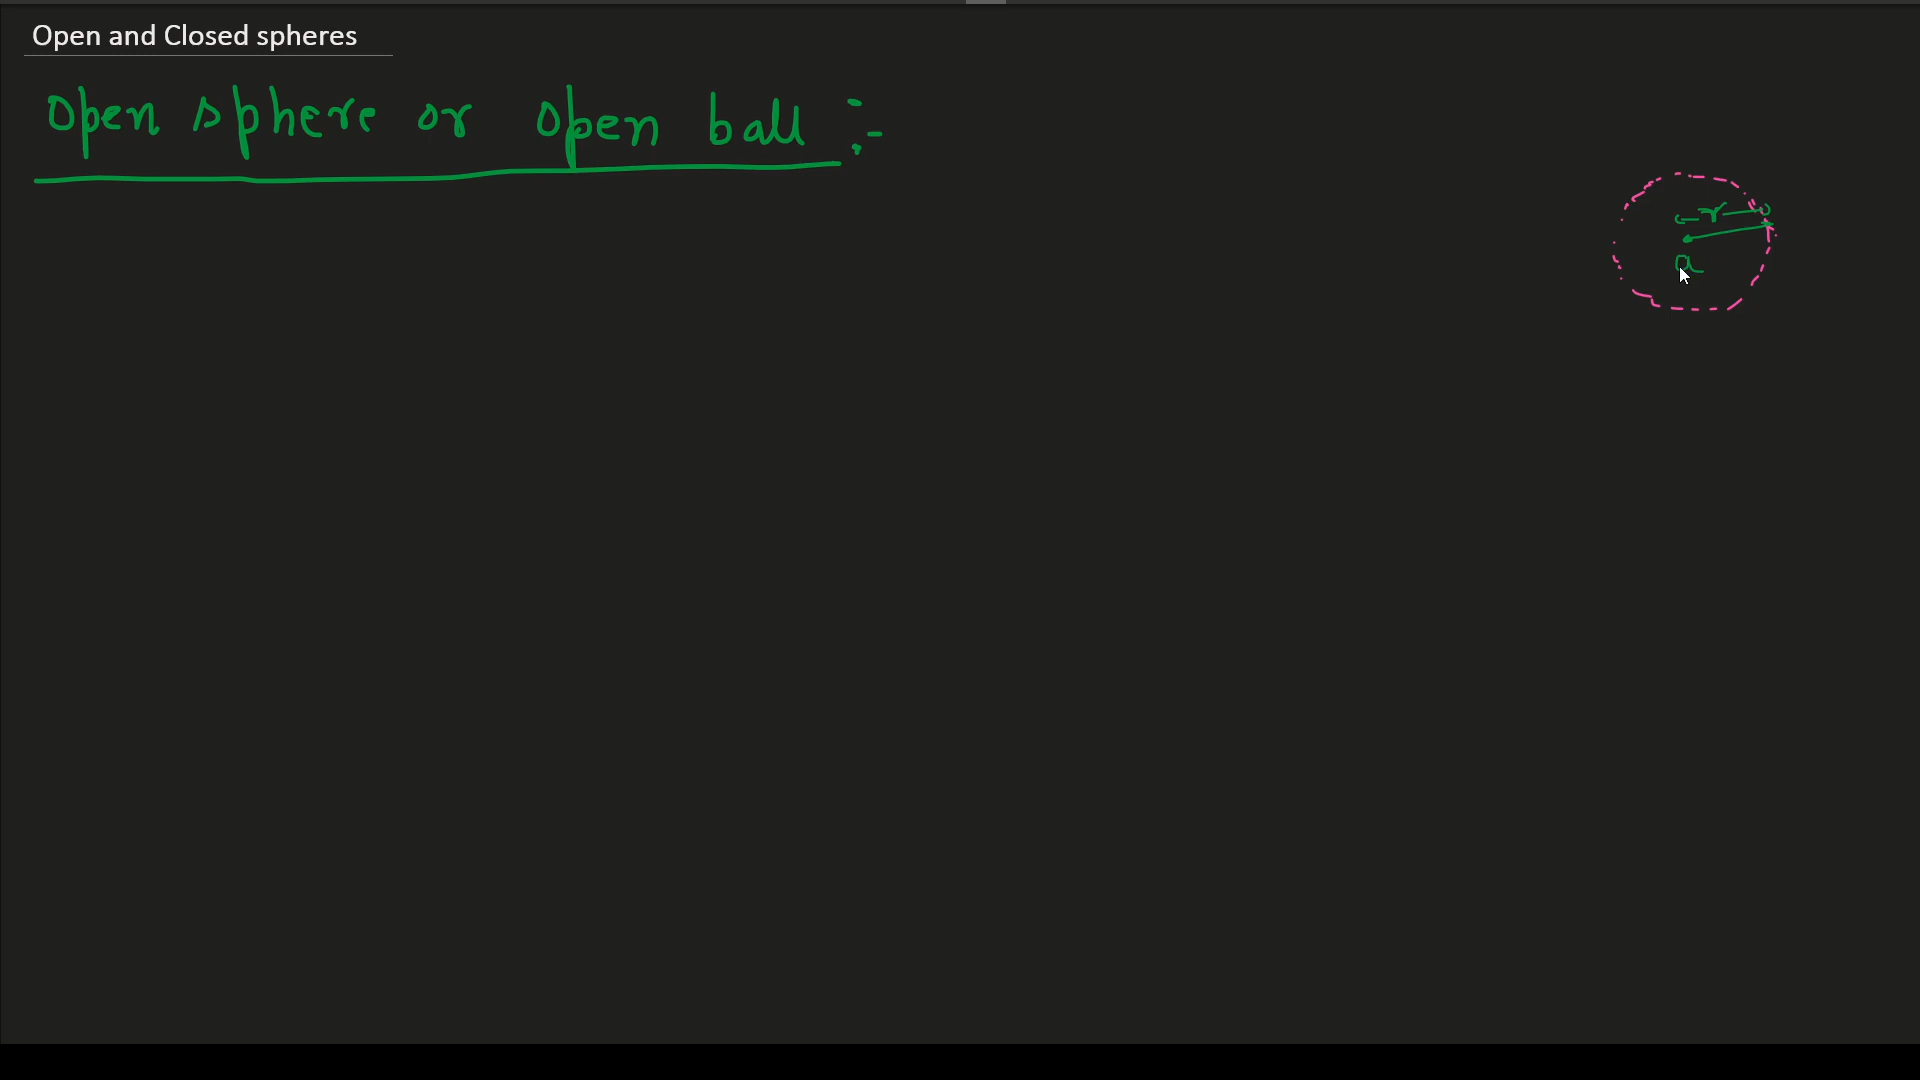 Open and Closed spheres
Open sphere or open ball :-
r
a